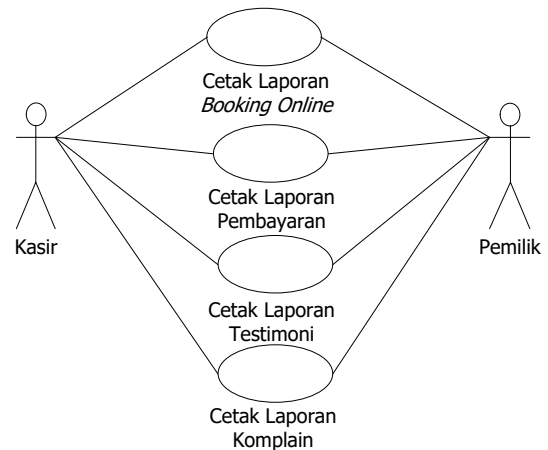 Cetak Laporan
Booking Online
Cetak Laporan
Pembayaran
Kasir
Pemilik
Cetak Laporan
Testimoni
Cetak Laporan
Komplain